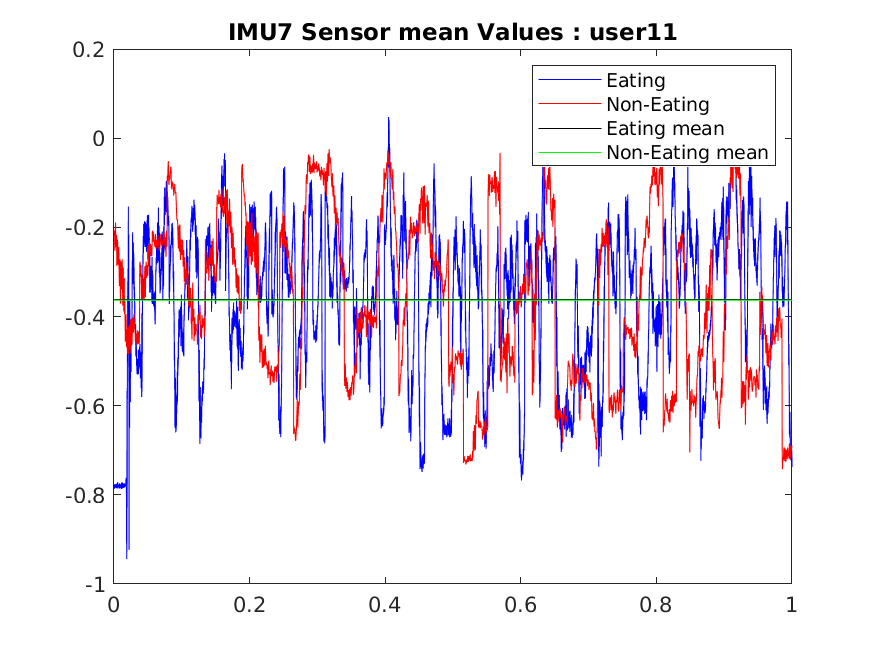 IMU7 Sensor mean Values : user11
Eating
Non-Eating
Eating mean
Non-Eating mean
0.2
0
-0.2
-0.4
-0.6
-0.8
-1
0 0.2 0.4 0.6 0.8 1